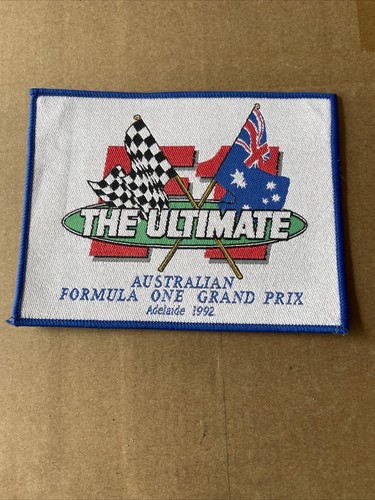 F1
THE ULTIMATE
AUSTRALIAN
FORMULA ONE GRAND PRIX
Adelaide 1992